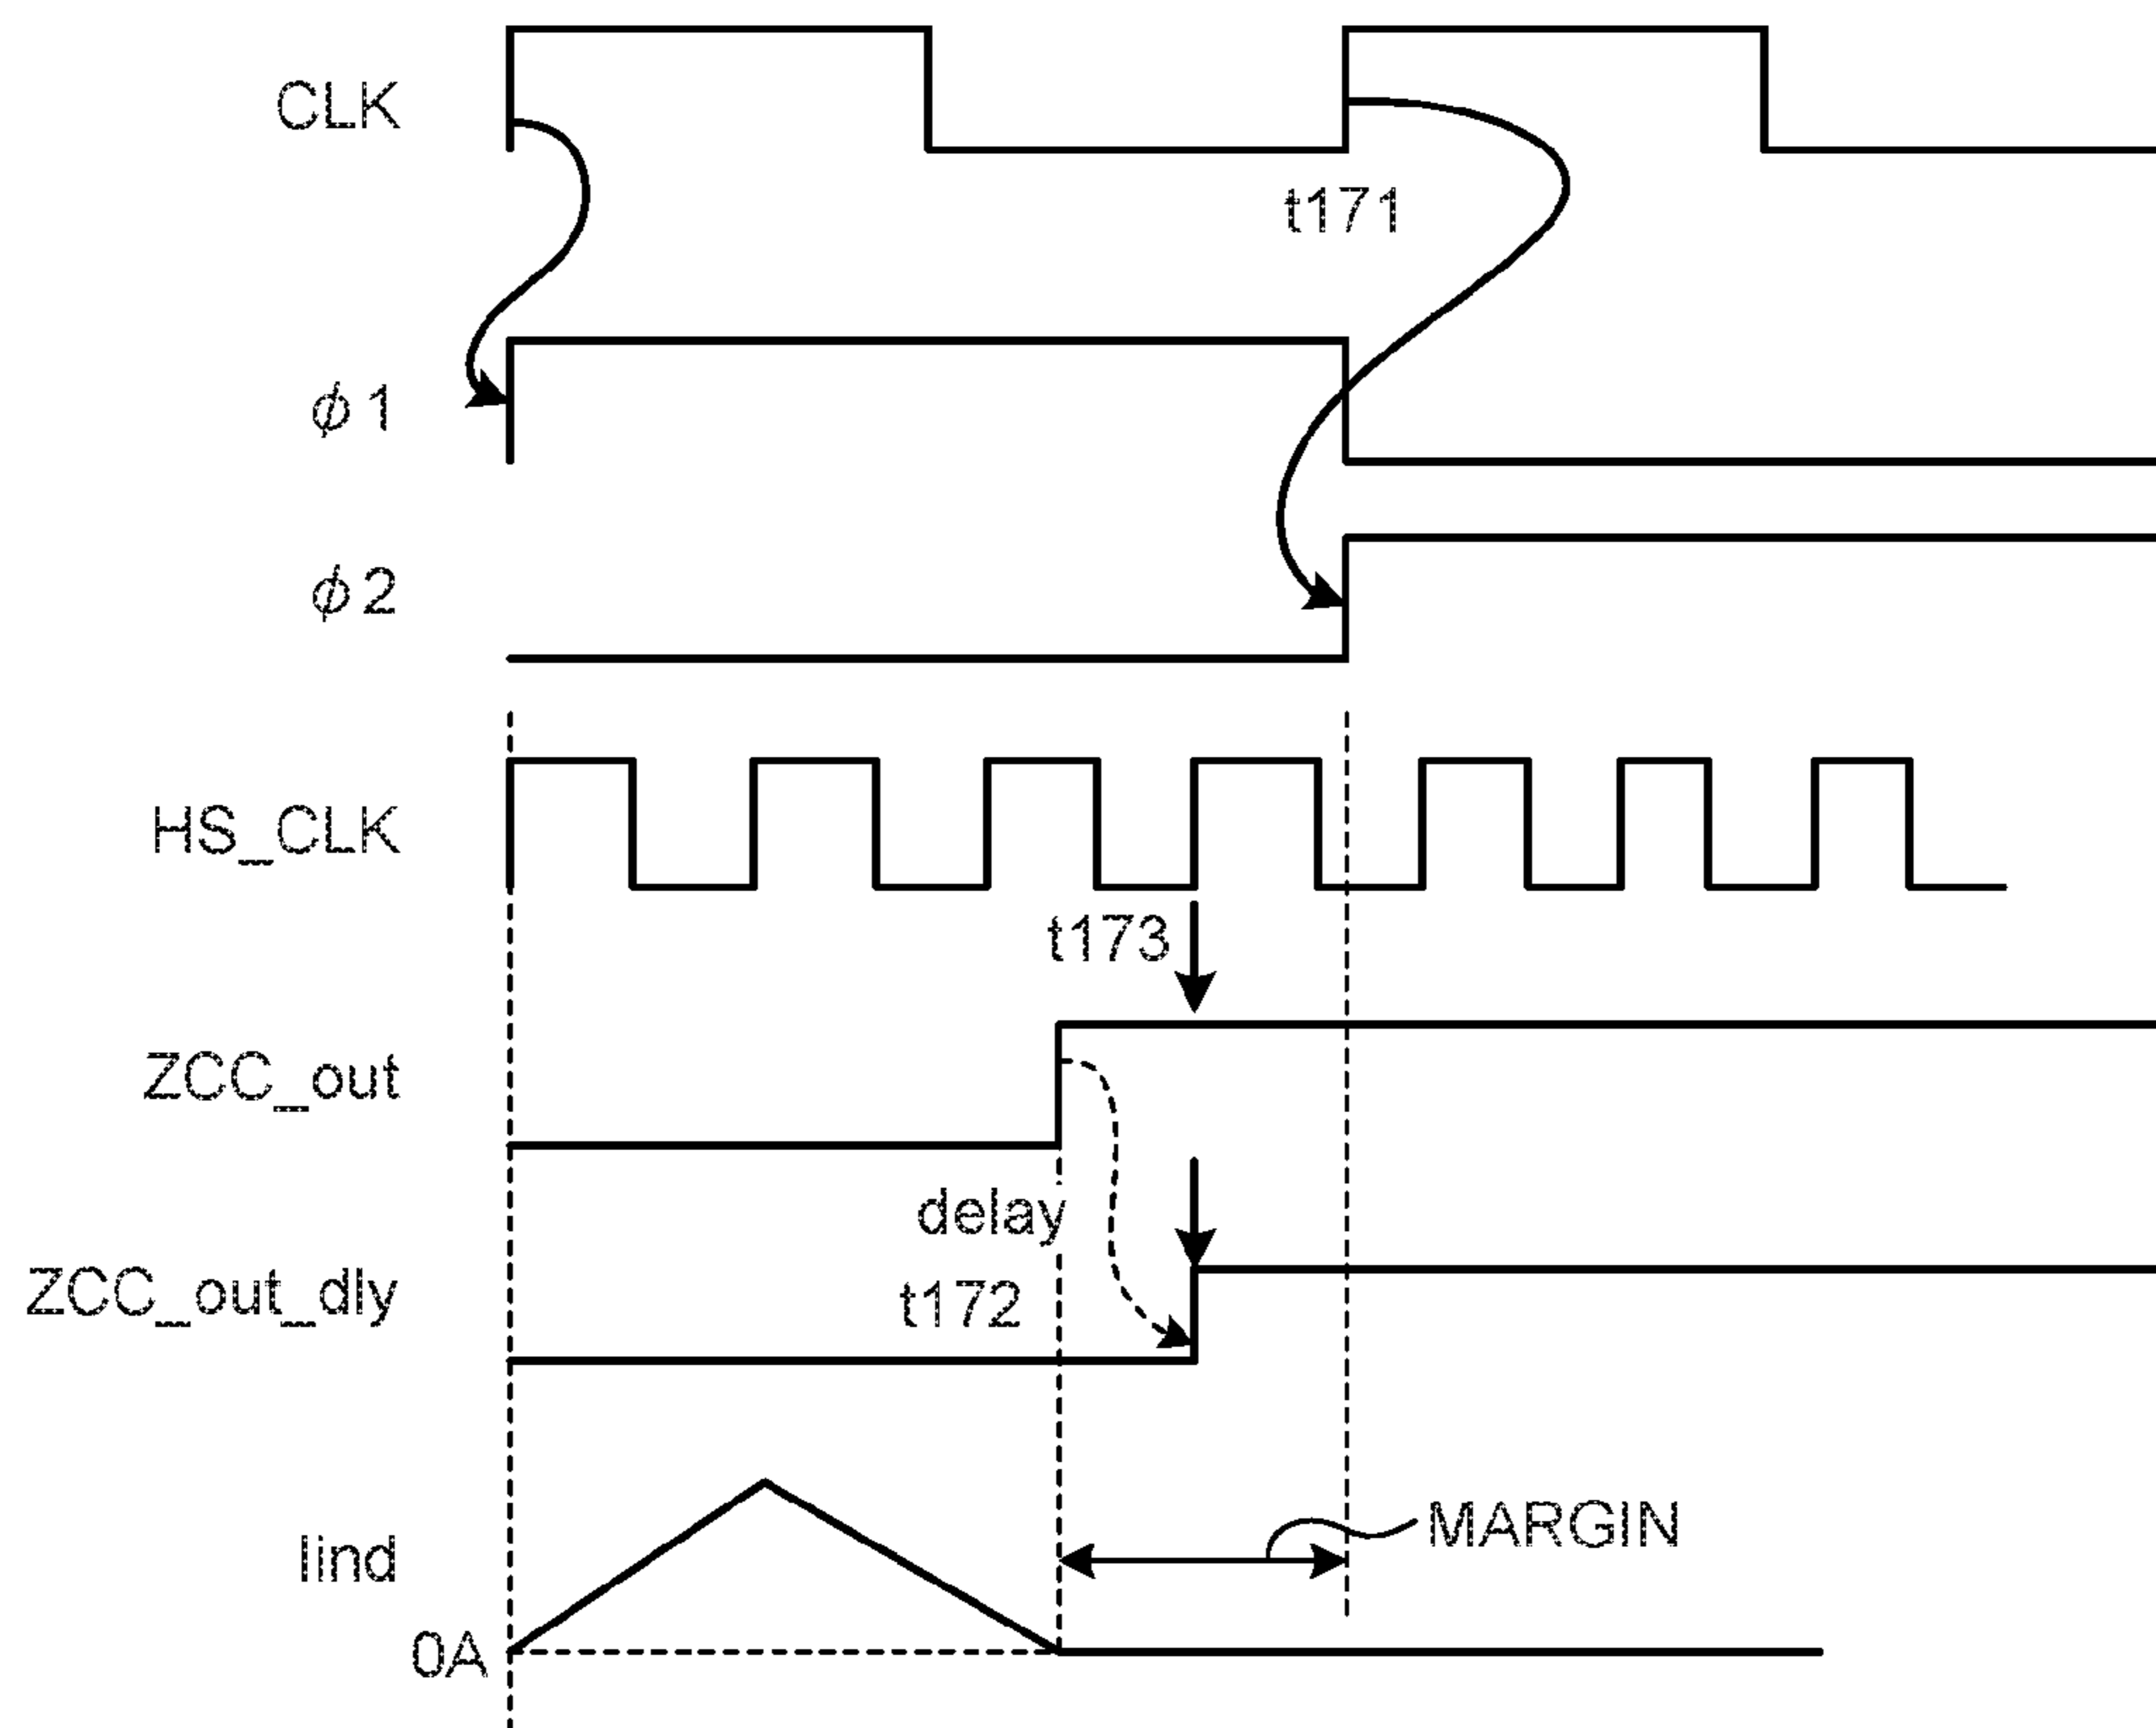 CLK
t171
ϕ1
ϕ2
HS_CLK
t173
ZCC_out
delay
ZCC_out_dly
t172
Iind
MARGIN
0A